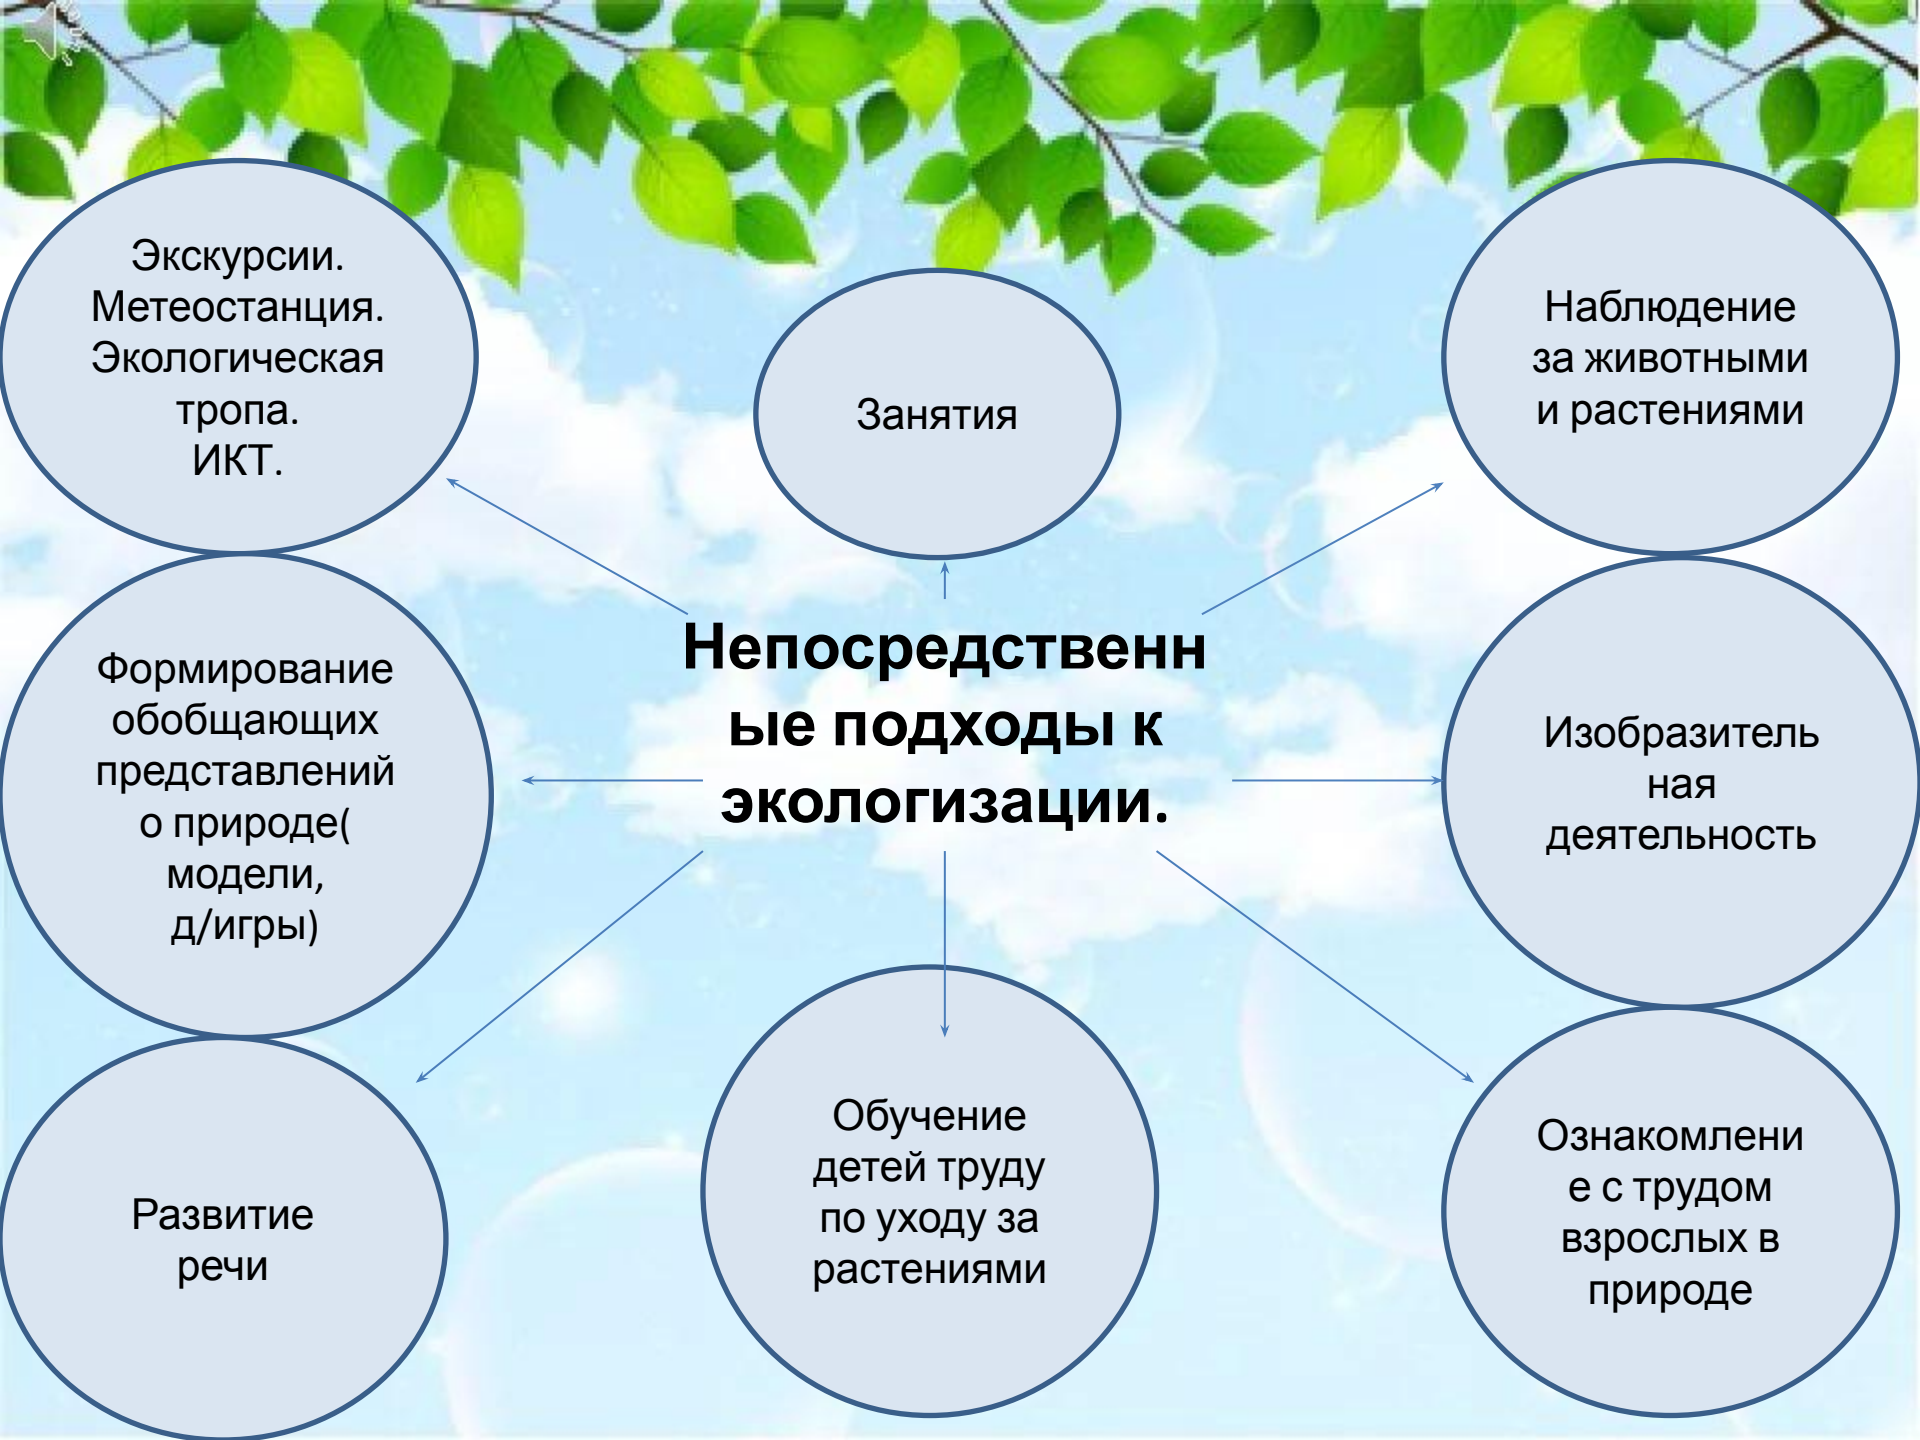 Экскурсии.
Метеостанция.
Экологическая
тропа.
ИКТ.
Занятия
Наблюдение
за животными
и растениями
Непосредственн
ые подходы к
экологизации.
Формирование
обобщающих
представлений
о природе(
модели,
д/игры)
Изобразитель
ная
деятельность
Развитие
речи
Обучение
детей труду
по уходу за
растениями
Ознакомлени
е с трудом
взрослых в
природе